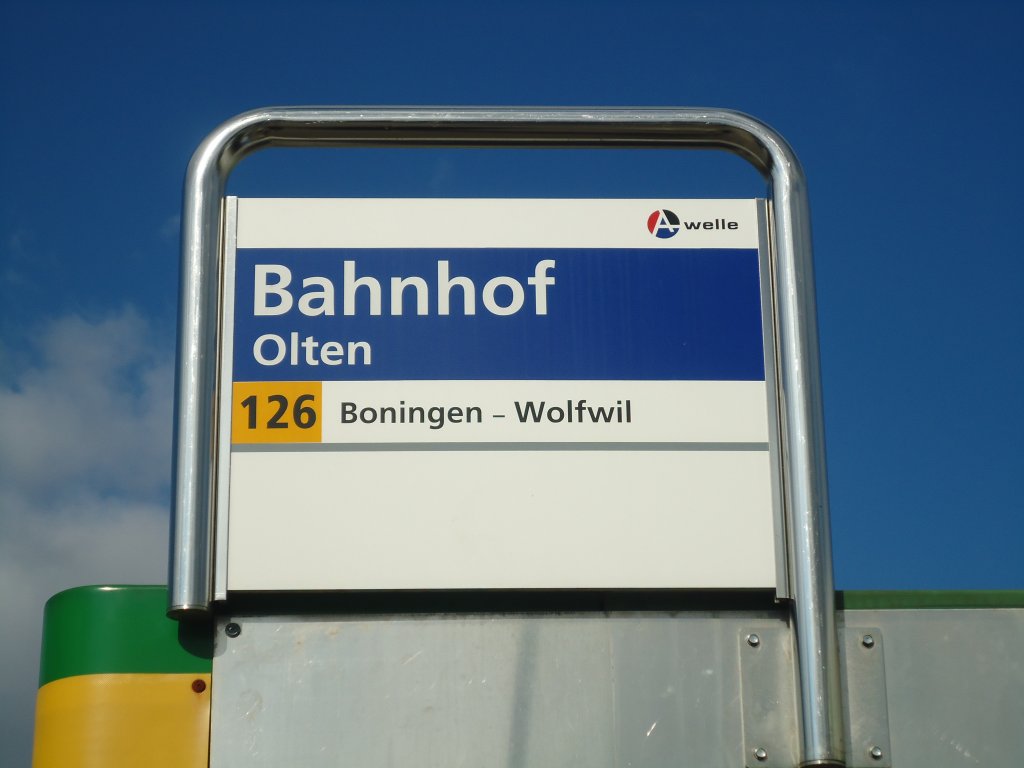 A welle
Bahnhof
Olten
126 Boningen – Wolfwil